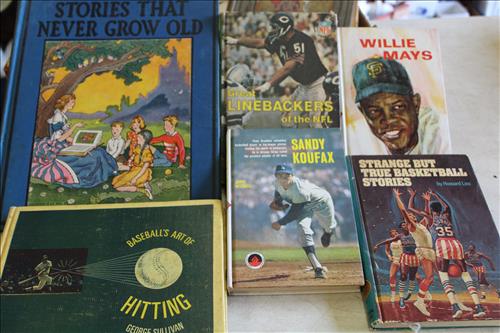 STORIES THAT
NEVER GROW OLD
51
NFL
Great
LINEBACKERS
of the NFL
WILLIE
MAYS
SANDY
KOUFAX
STRANGE BUT
TRUE BASKETBALL
STORIES
by Howard Liss
35
BASEBALL'S ART OF
HITTING
GEORGE SULLIVAN